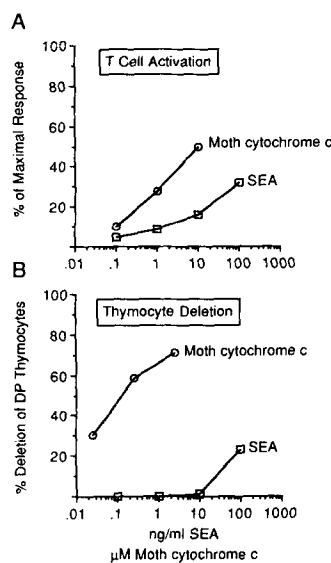 A
T Cell Activation
% of Maximal Response
100
80
60
40
20
Moth cytochrome c
SEA
.01 .1 1 10 100 1000
B
Thymocyte Deletion
% Deletion of DP Thymocytes
100
80
60
40
20
Moth cytochrome c
SEA
.01 .1 1 10 100 1000
ng/ml SEA
μM Moth cytochrome c